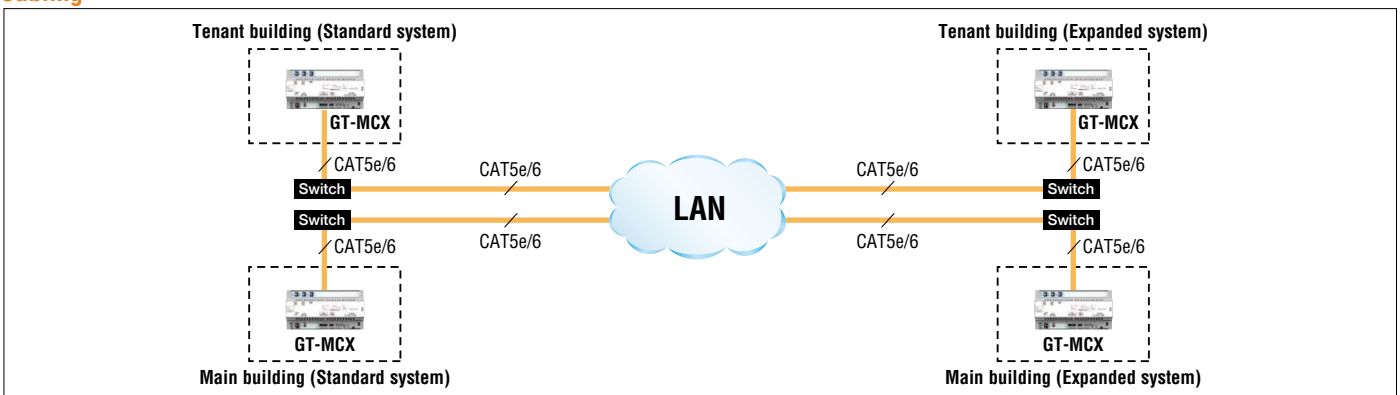 Cabling
Tenant building (Standard system)
Tenant building (Expanded system)
GT-MCX
GT-MCX
CAT5e/6
CAT5e/6
CAT5e/6
CAT5e/6
Switch
Switch
LAN
Switch
Switch
CAT5e/6
CAT5e/6
CAT5e/6
CAT5e/6
GT-MCX
GT-MCX
Main building (Standard system)
Main building (Expanded system)